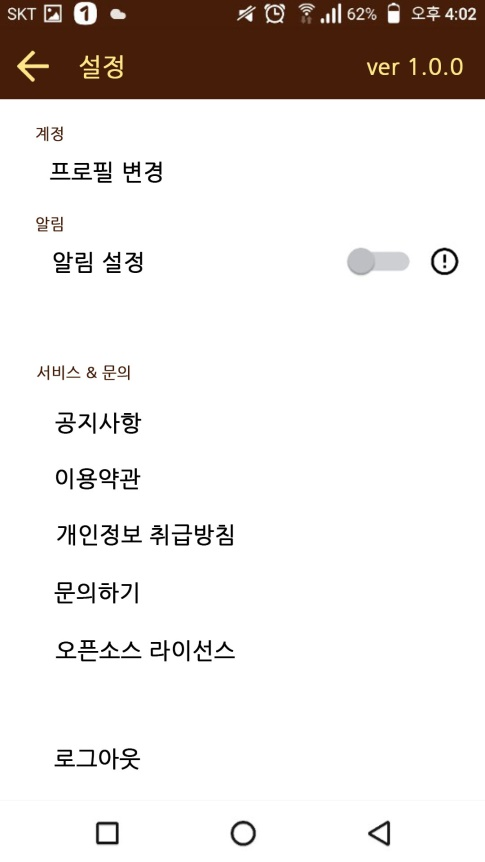 SKT 62% 오후 4:02
설정 ver 1.0.0
계정
프로필 변경
알림
알림 설정
서비스 & 문의
공지사항
이용약관
개인정보 취급방침
문의하기
오픈소스 라이선스
로그아웃